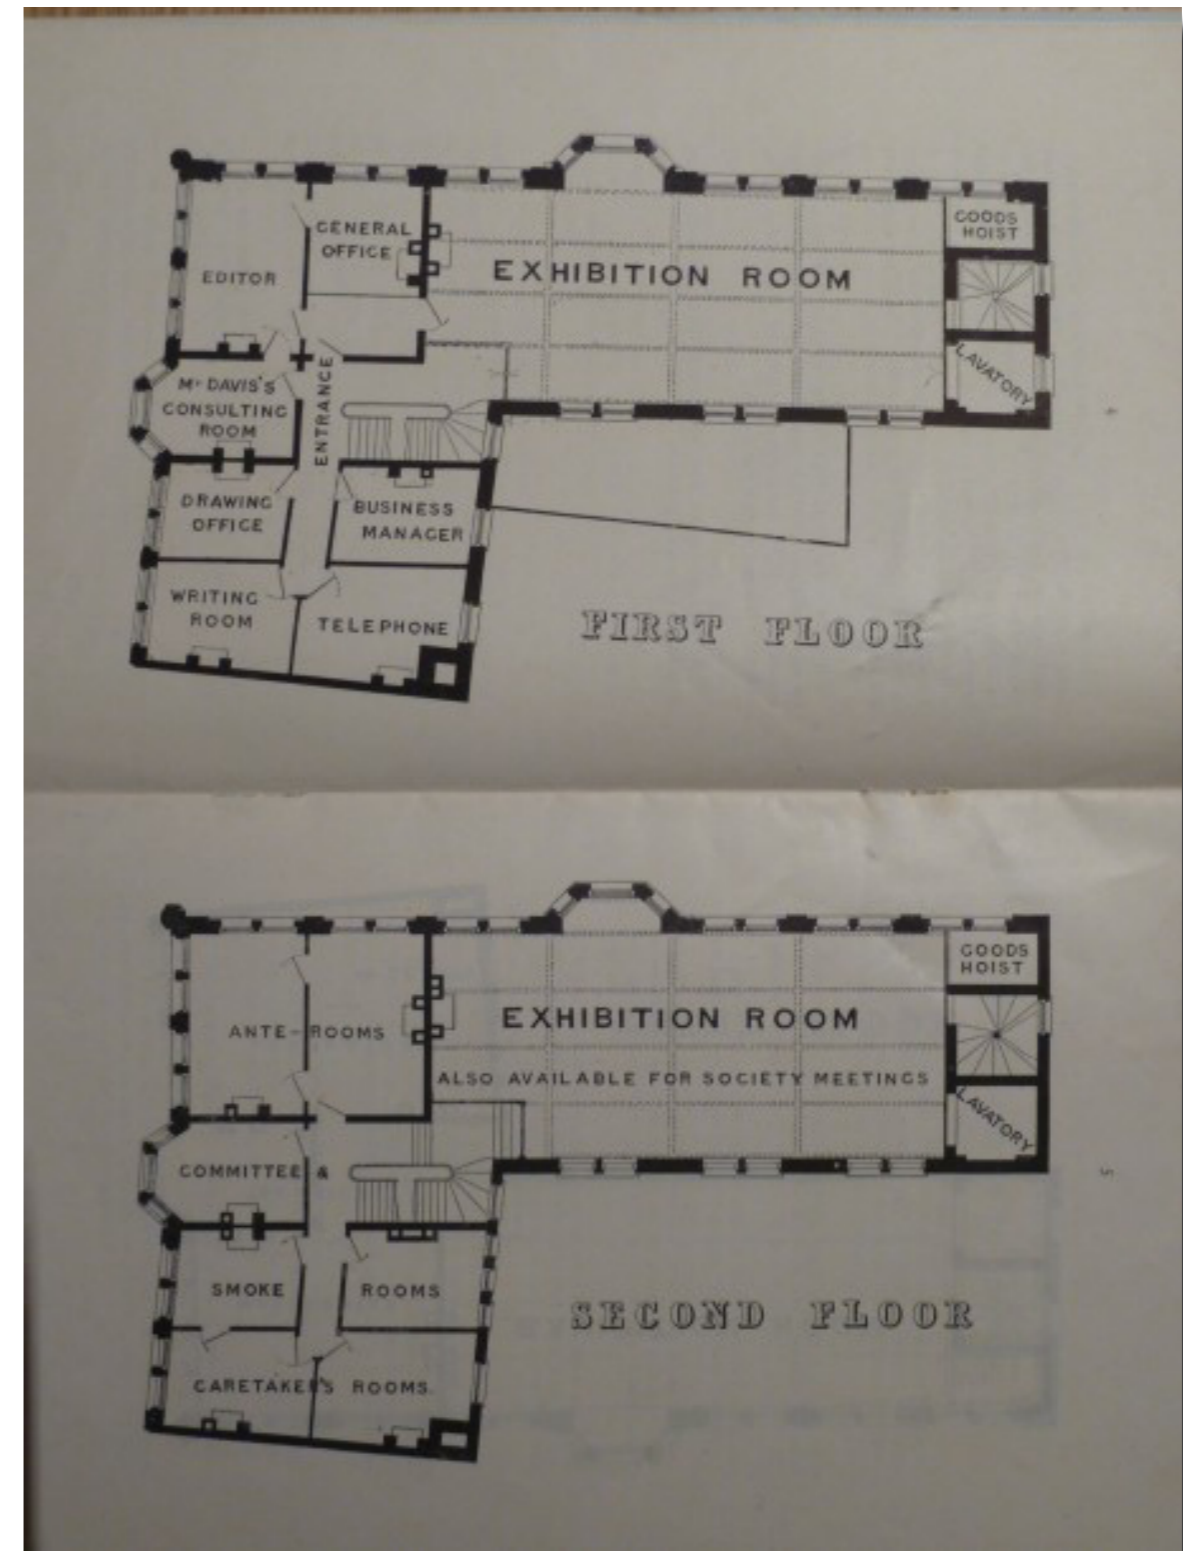 GENERAL
OFFICE
EDITOR
EXHIBITION ROOM
GOODS
HOIST
LAVATORY
Mr DAVIS'S
CONSULTING
ROOM
ENTRANCE
DRAWING
OFFICE
BUSINESS
MANAGER
WRITING
ROOM
TELEPHONE
FIRST FLOOR
4
ANTE-ROOMS
EXHIBITION ROOM
ALSO AVAILABLE FOR SOCIETY MEETINGS
GOODS
HOIST
LAVATORY
COMMITTEE &
SMOKE ROOMS
CARETAKER'S ROOMS.
SECOND FLOOR
5